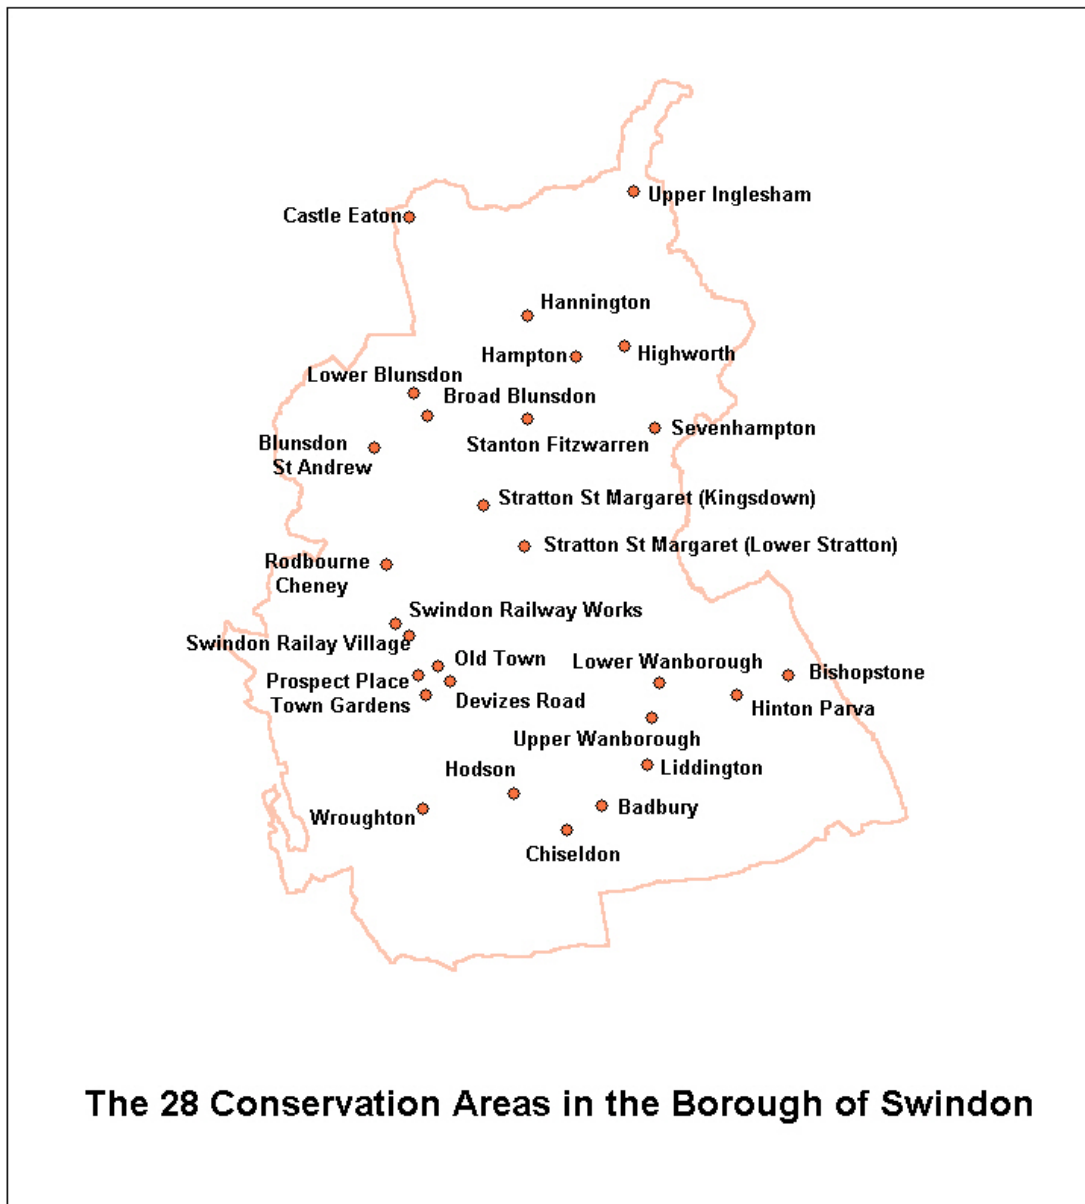 Upper Inglesham
Castle Eaton
Hannington
Hampton
Highworth
Lower Blunsdon
Broad Blunsdon
Sevenhampton
Stanton Fitzwarren
Blunsdon
St Andrew
Stratton St Margaret (Kingsdown)
Stratton St Margaret (Lower Stratton)
Rodbourne
Cheney
Swindon Railway Works
Swindon Railay Village
Old Town
Lower Wanborough
Bishopstone
Prospect Place
Devizes Road
Town Gardens
Hinton Parva
Upper Wanborough
Hodson
Liddington
Badbury
Wroughton
Chiseldon
The 28 Conservation Areas in the Borough of Swindon